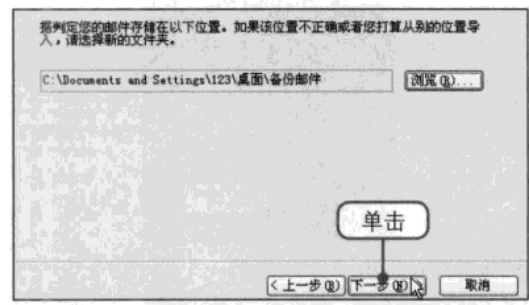 据判定您的邮件存储在以下位置。如果该位置不正确或者您打算从别的位置导
入，请选择新的文件夹。
C:\Documents and Settings\123\桌面\备份邮件
浏览(R)...
单击
< 上一步(B)
下一步(N) >
取消